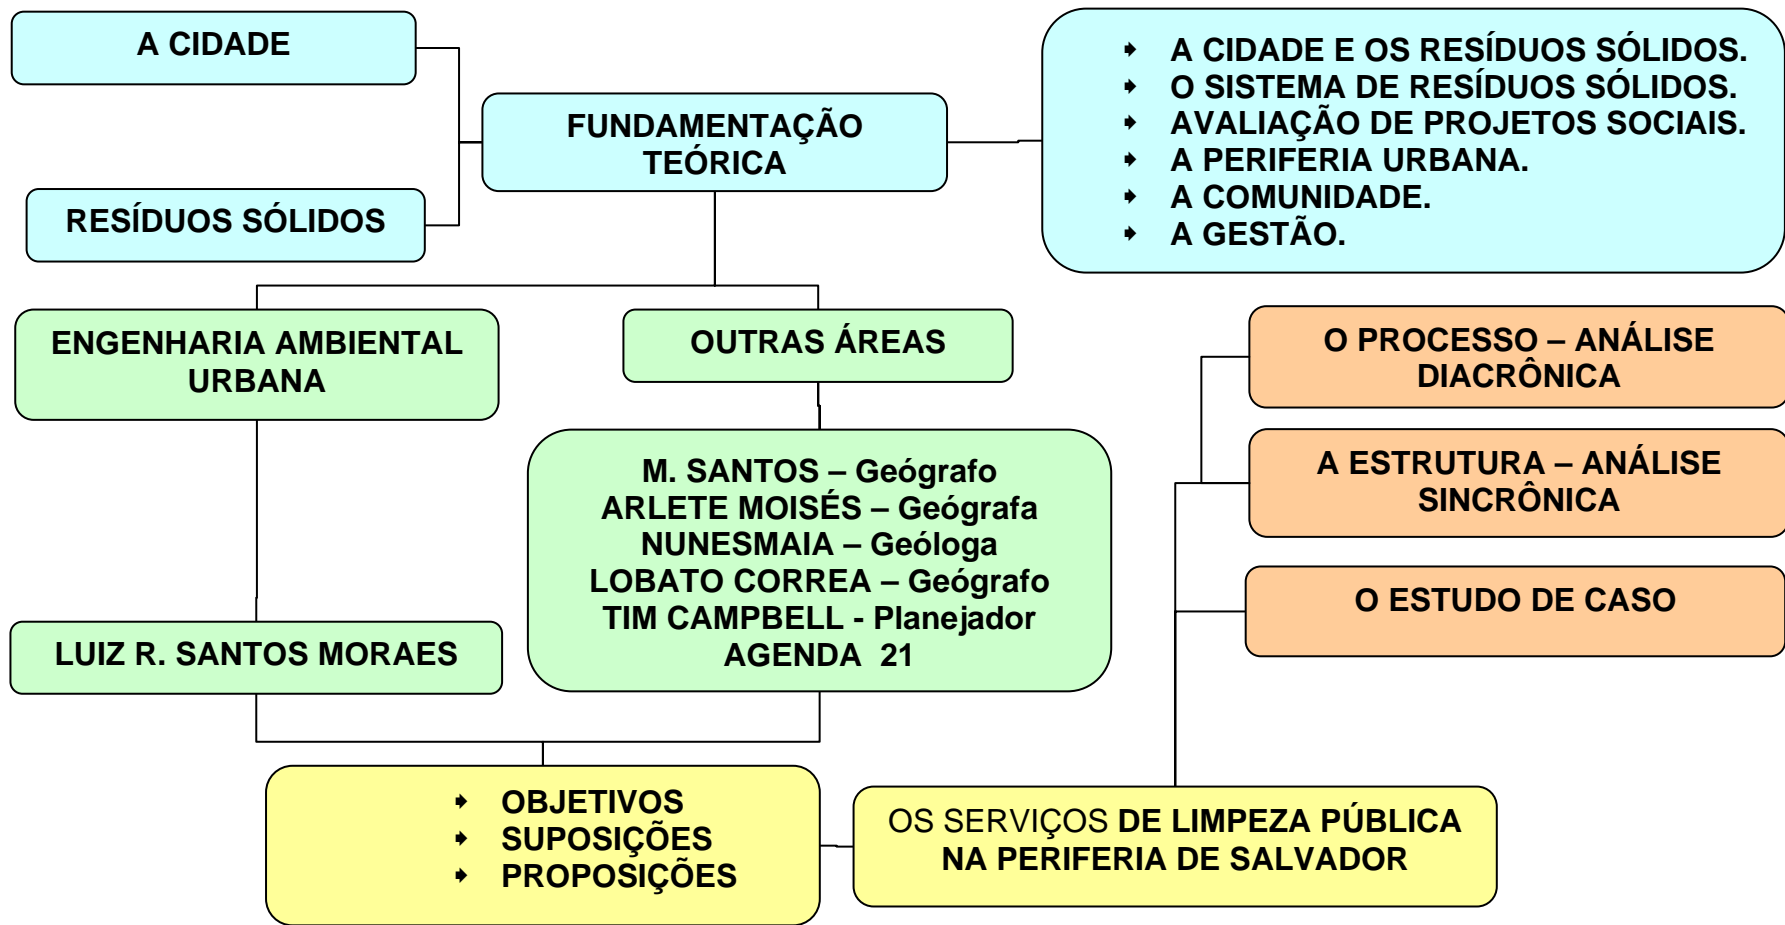 A CIDADE
RESÍDUOS SÓLIDOS
FUNDAMENTAÇÃO
TEÓRICA
A CIDADE E OS RESÍDUOS SÓLIDOS.
O SISTEMA DE RESÍDUOS SÓLIDOS.
AVALIAÇÃO DE PROJETOS SOCIAIS.
A PERIFERIA URBANA.
A COMUNIDADE.
A GESTÃO.
ENGENHARIA AMBIENTAL
URBANA
OUTRAS ÁREAS
LUIZ R. SANTOS MORAES
M. SANTOS – Geógrafo
ARLETE MOISÉS – Geógrafa
NUNESMAIA – Geóloga
LOBATO CORREA – Geógrafo
TIM CAMPBELL - Planejador
AGENDA 21
O PROCESSO – ANÁLISE
DIACRÔNICA
A ESTRUTURA – ANÁLISE
SINCRÔNICA
O ESTUDO DE CASO
OBJETIVOS
SUPOSIÇÕES
PROPOSIÇÕES
OS SERVIÇOS DE LIMPEZA PÚBLICA
NA PERIFERIA DE SALVADOR